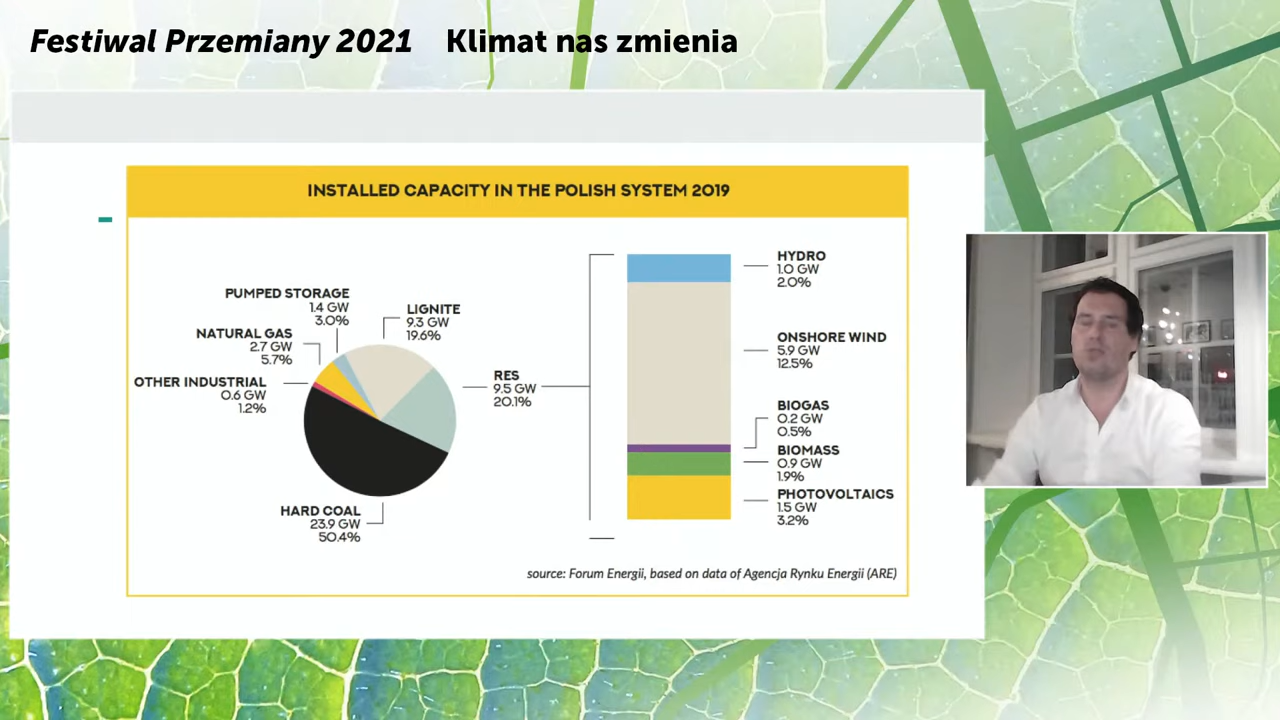 Festiwal Przemiany 2021 Klimat nas zmienia
INSTALLED CAPACITY IN THE POLISH SYSTEM 2019
PUMPED STORAGE
1.4 GW
3.0%
LIGNITE
9.3 GW
19.6%
NATURAL GAS
2.7 GW
5.7%
OTHER INDUSTRIAL
0.6 GW
1.2%
RES
9.5 GW
20.1%
HARD COAL
23.9 GW
50.4%
HYDRO
1.0 GW
2.0%
ONSHORE WIND
5.9 GW
12.5%
BIOGAS
0.2 GW
0.5%
BIOMASS
0.9 GW
1.9%
PHOTOVOLTAICS
1.5 GW
3.2%
source: Forum Energii, based on data of Agencja Rynku Energii (ARE)